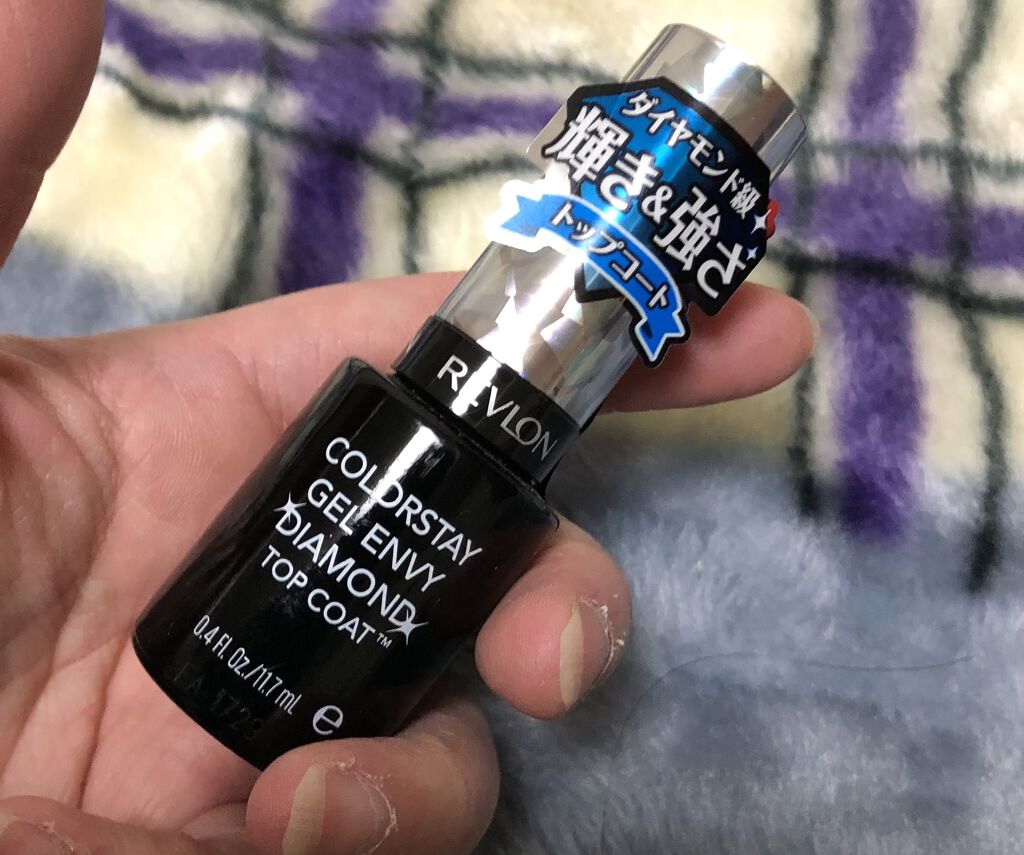 ダイヤモンド級
輝き&強さ
トップコート
REVLON
COLORSTAY
GEL ENVY
DIAMOND
TOP COAT™
0.4 Fl. Oz./11.7 mL ℮